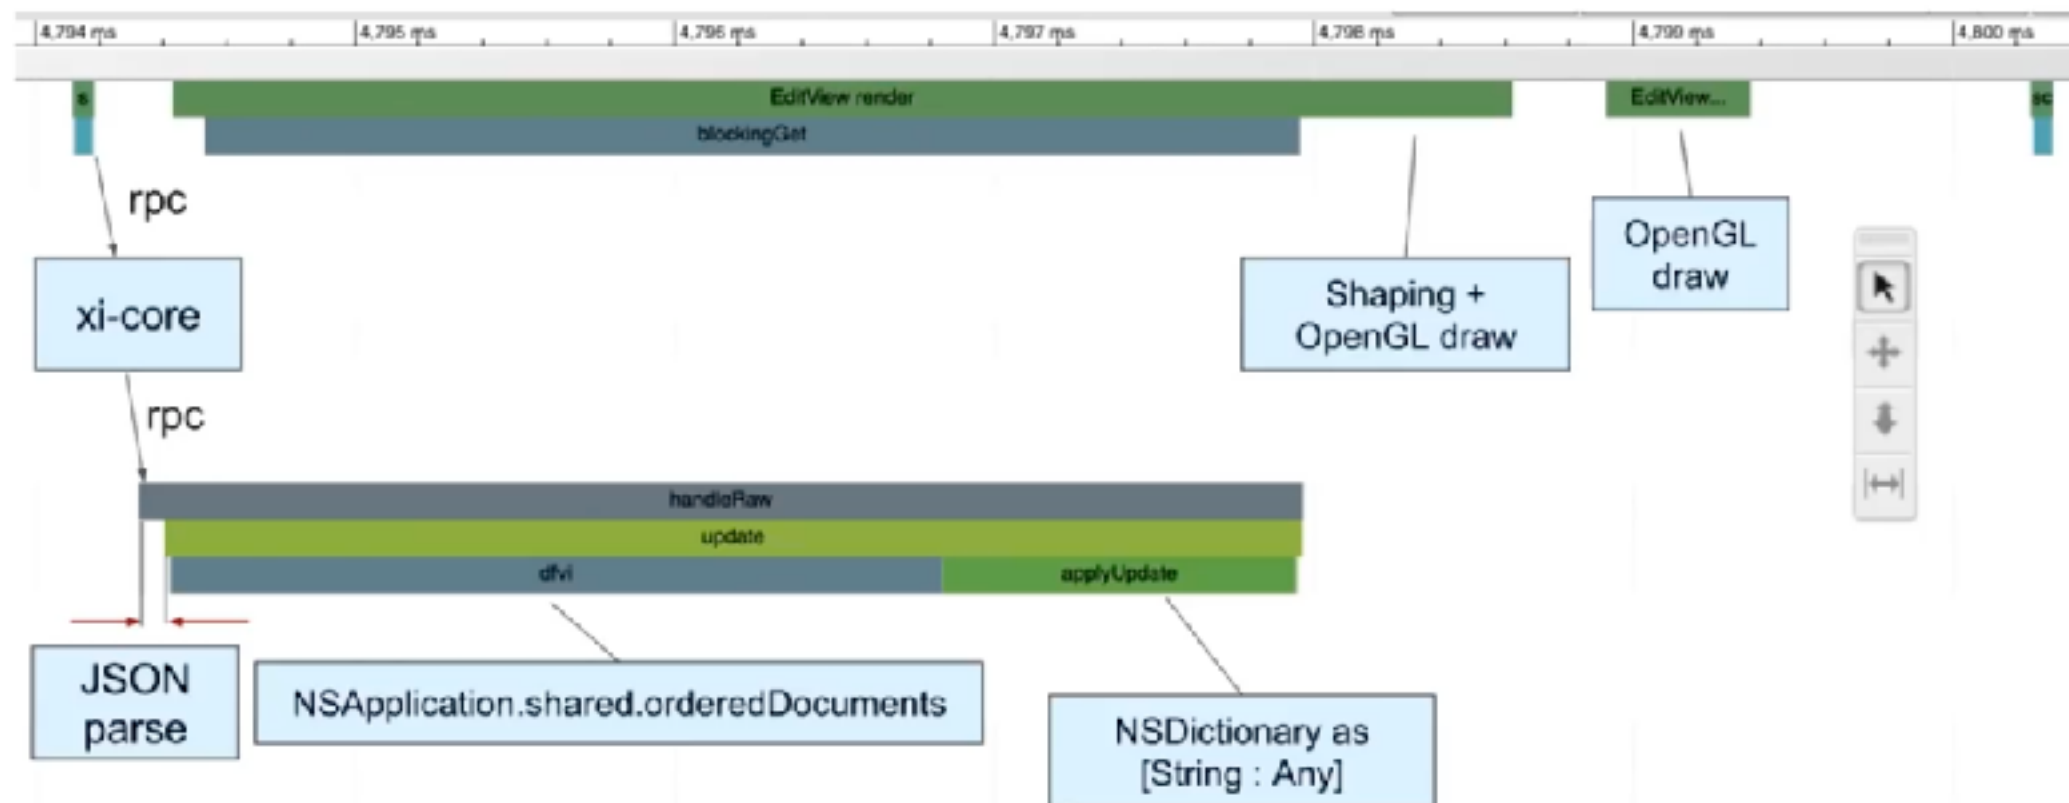 4,794 ms 4,795 ms 4,796 ms 4,797 ms 4,798 ms 4,799 ms 4,800 ms
s EditView render EditView... sc
blockingGet
rpc
OpenGL
draw
xi-core
Shaping +
OpenGL draw
rpc
handleRaw
update
dfvi applyUpdate
JSON
parse
NSApplication.shared.orderedDocuments
NSDictionary as
[String : Any]